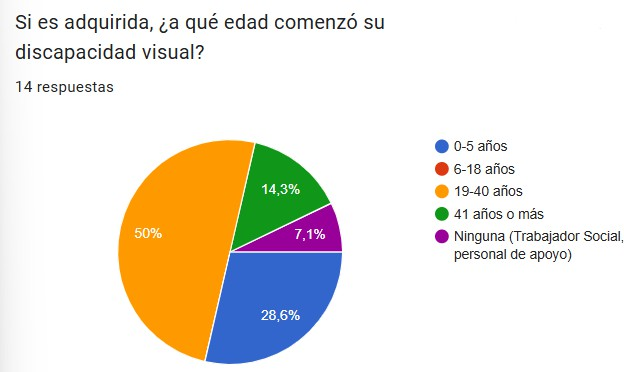 Si es adquirida, ¿a qué edad comenzó su
discapacidad visual?
14 respuestas
0-5 años
6-18 años
19-40 años
41 años o más
Ninguna (Trabajador Social,
personal de apoyo)
14,3%
7,1%
50%
28,6%